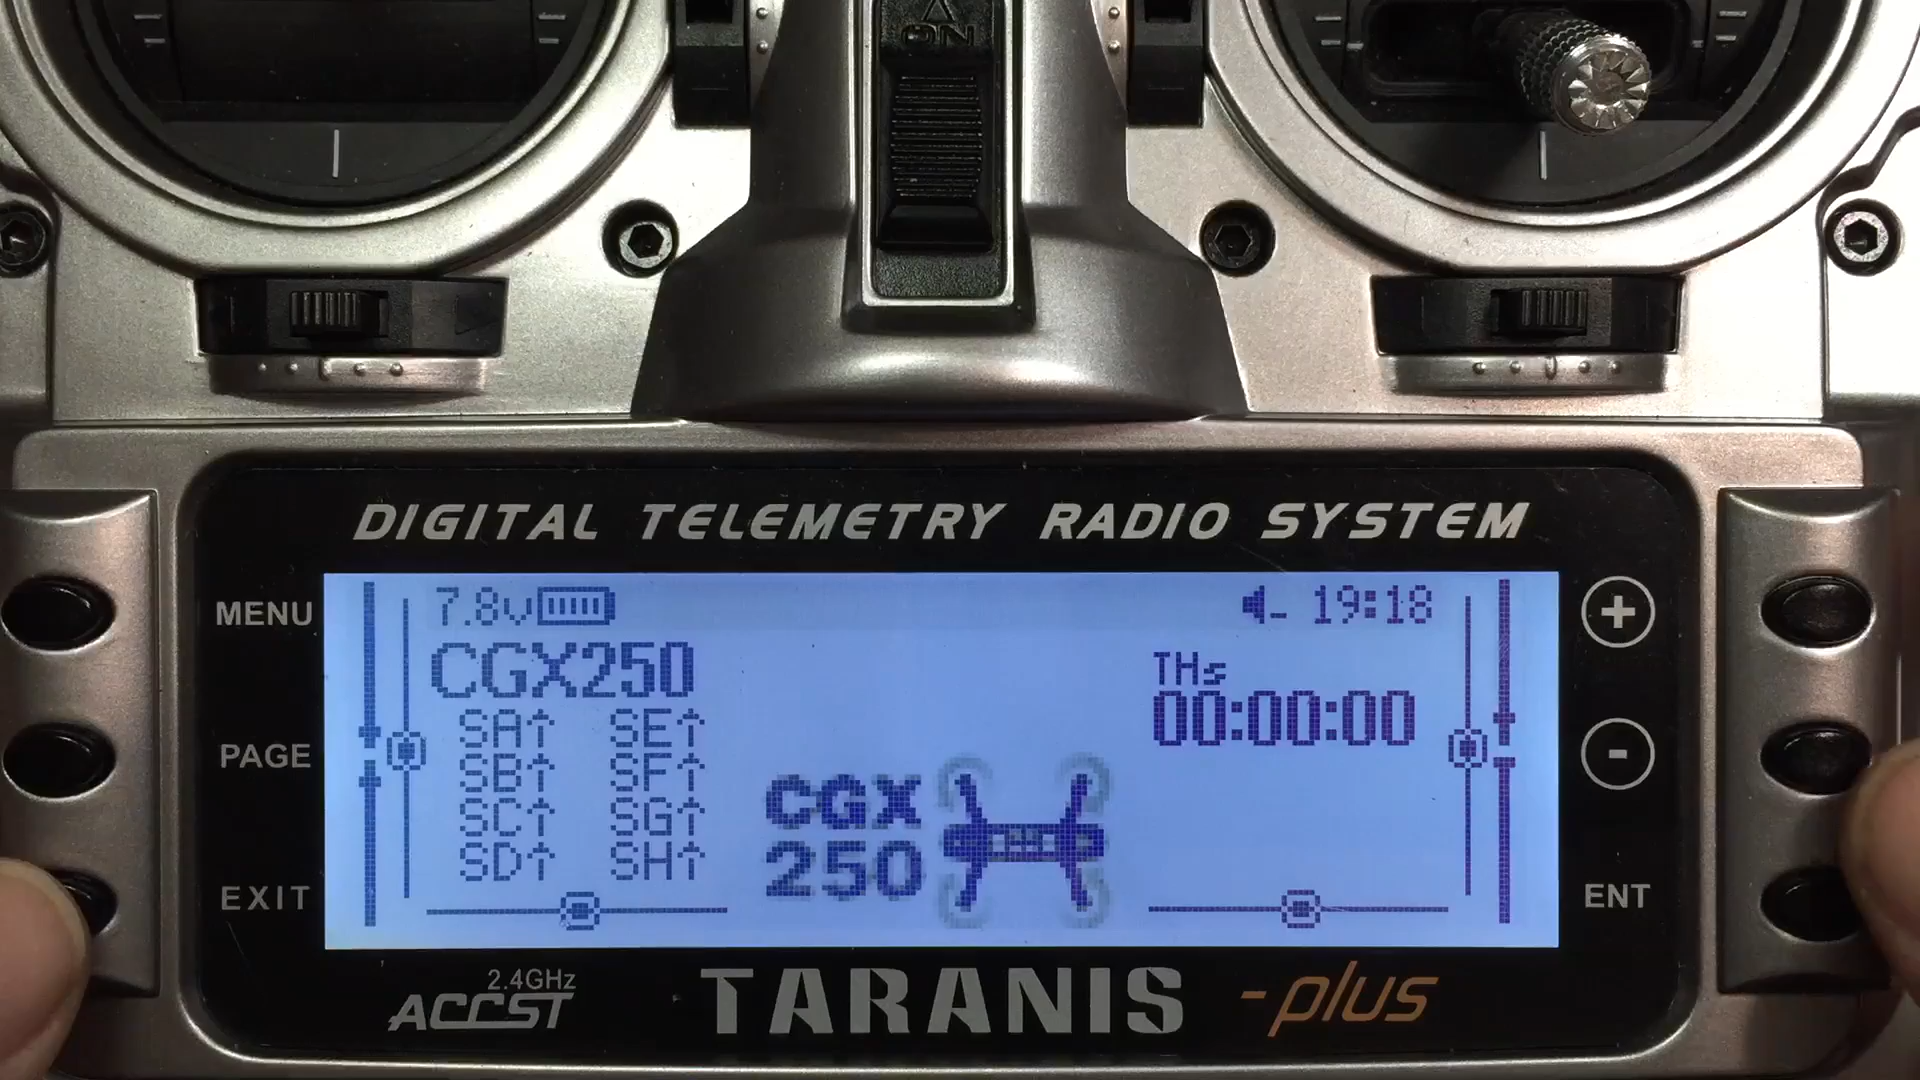 ON
DIGITAL TELEMETRY RADIO SYSTEM
MENU
PAGE
EXIT
7.8v
19:18
CGX250
THs
00:00:00
SA↑ SE↑
SB↑ SF↑
SC↑ SG↑
SD↑ SH↑
CGX
250
+
-
ENT
2.4GHz
ACCST
TARANIS -plus